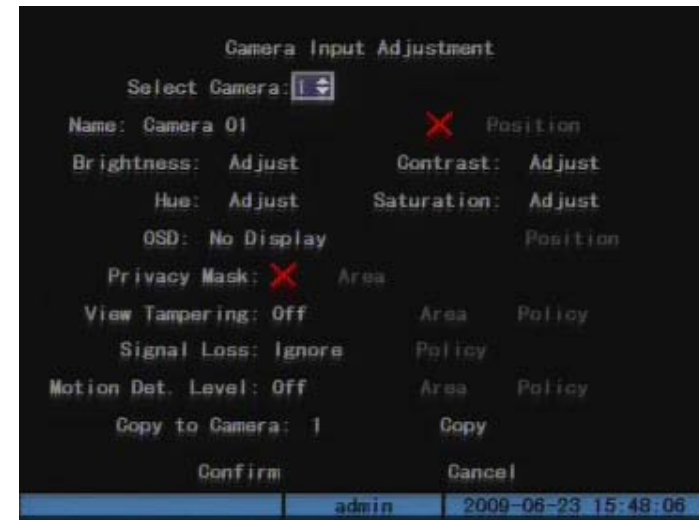 Camera Input Adjustment
Select Camera: 1
Name: Camera 01 Position
Brightness: Adjust Contrast: Adjust
Hue: Adjust Saturation: Adjust
OSD: No Display Position
Privacy Mask: Area
View Tampering: Off Area Policy
Signal Loss: Ignore Policy
Motion Det. Level: Off Area Policy
Copy to Camera: 1 Copy
Confirm Cancel
admin 2009-06-23 15:48:06